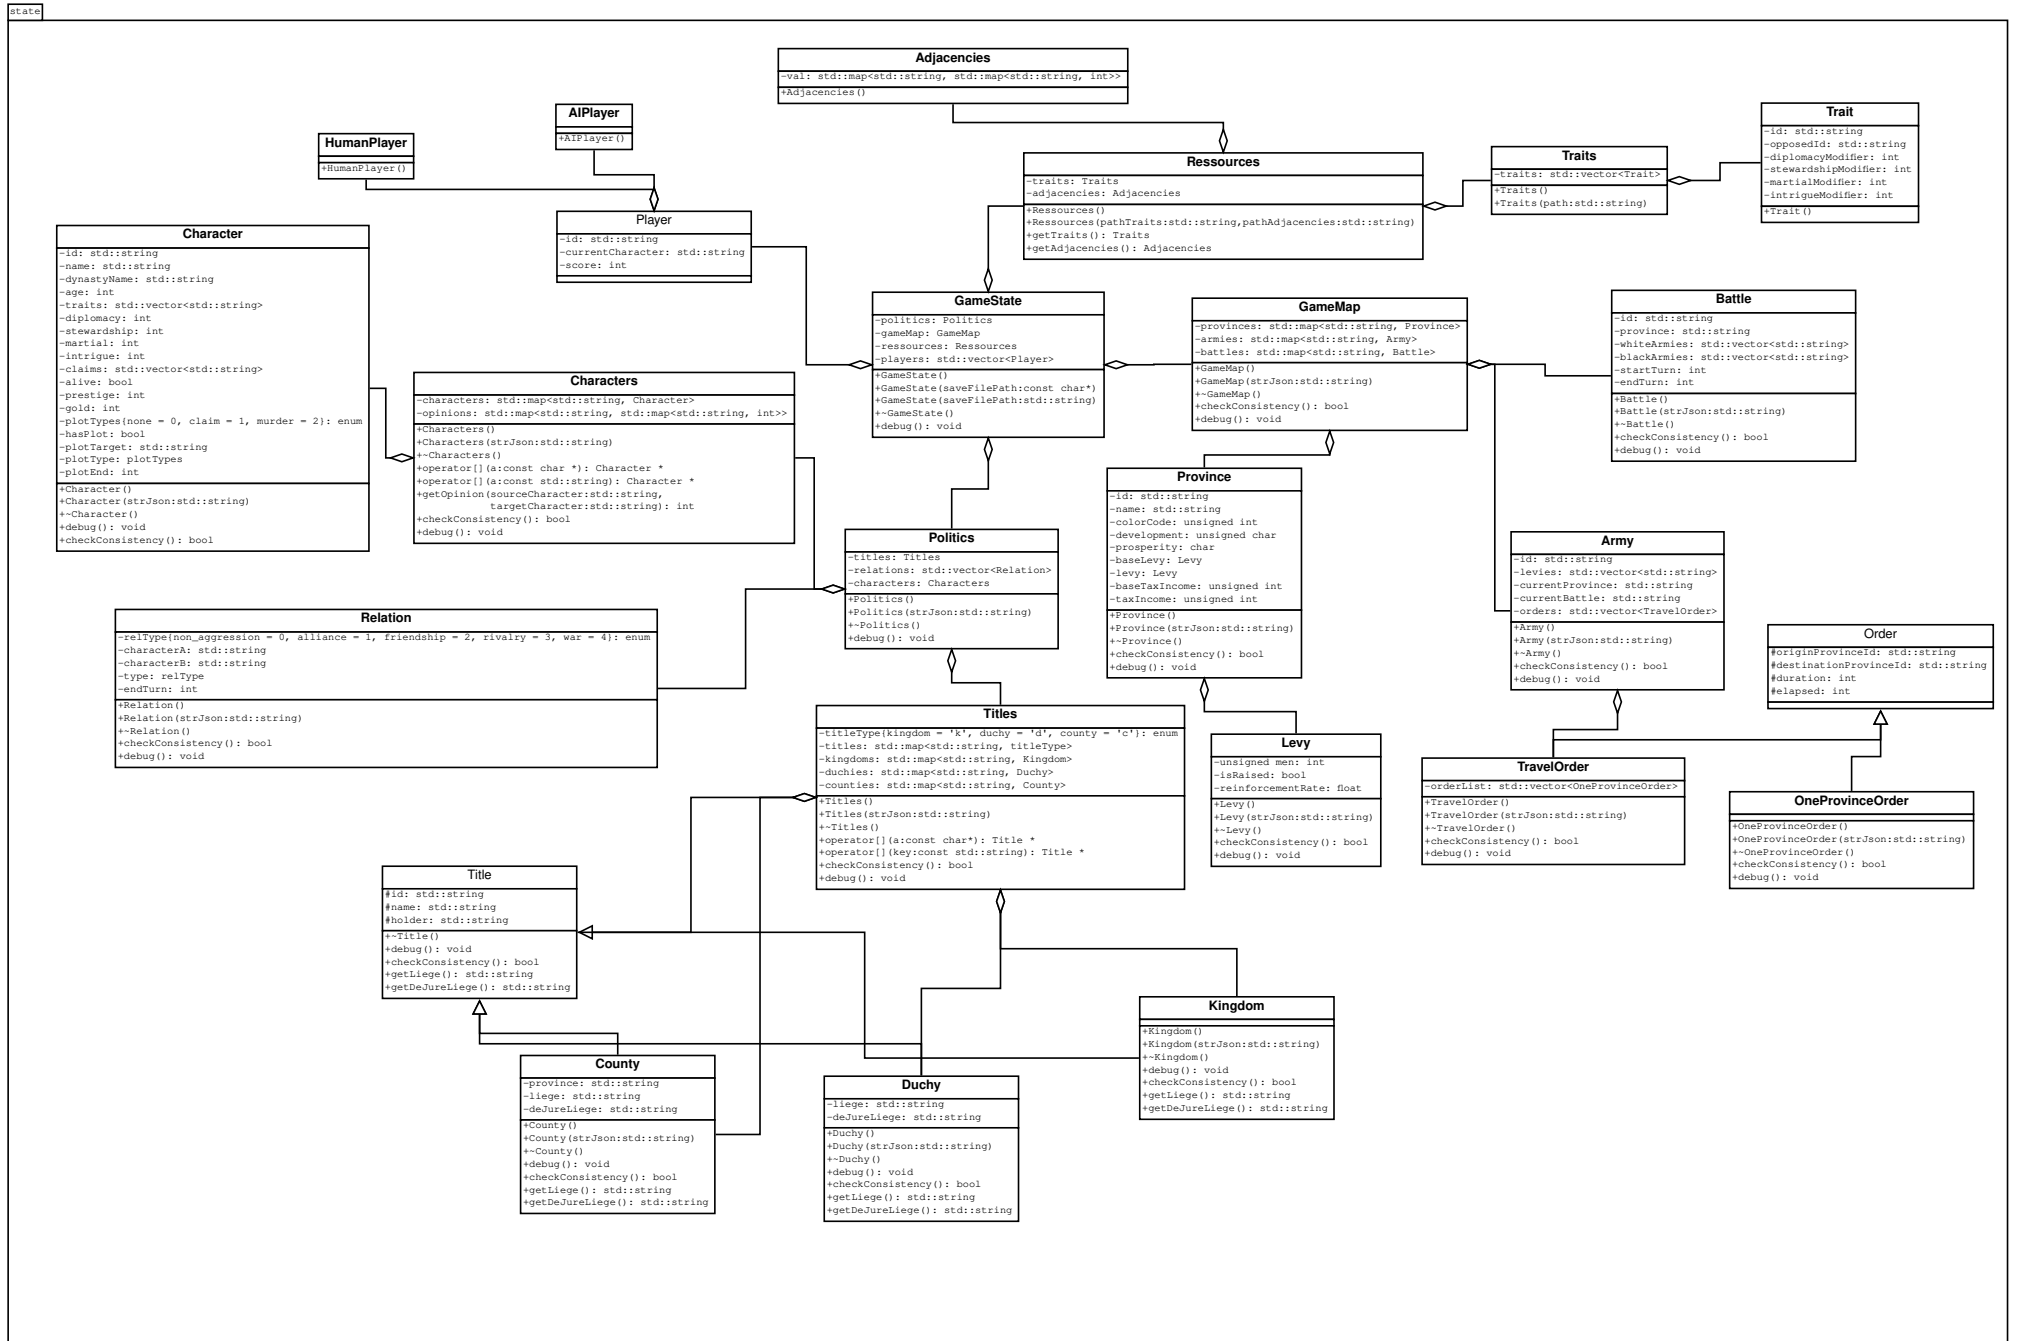 state
Adjacencies
-val: std::map<std::string, std::map<std::string, int>>
+Adjacencies()
AIPlayer
+AIPlayer()
HumanPlayer
+HumanPlayer()
Trait
-id: std::string
-opposedId: std::string
-diplomacyModifier: int
-stewardshipModifier: int
-martialModifier: int
-intrigueModifier: int
+Trait()
Traits
-traits: std::vector<Trait>
+Traits()
+Traits(path:std::string)
Ressources
-traits: Traits
-adjacencies: Adjacencies
+Ressources()
+Ressources(pathTraits:std::string,pathAdjacencies:std::string)
+getTraits(): Traits
+getAdjacencies(): Adjacencies
Player
-id: std::string
-currentCharacter: std::string
-score: int
Character
-id: std::string
-name: std::string
-dynastyName: std::string
-age: int
-traits: std::vector<std::string>
-diplomacy: int
-stewardship: int
-martial: int
-intrigue: int
-claims: std::vector<std::string>
-alive: bool
-prestige: int
-gold: int
-plotTypes{none = 0, claim = 1, murder = 2}: enum
-hasPlot: bool
-plotTarget: std::string
-plotType: plotTypes
-plotEnd: int
+Character()
+Character(strJson:std::string)
+~Character()
+debug(): void
+checkConsistency(): bool
GameState
-politics: Politics
-gameMap: GameMap
-ressources: Ressources
-players: std::vector<Player>
+GameState()
+GameState(saveFilePath:const char*)
+GameState(saveFilePath:std::string)
+~GameState()
+debug(): void
GameMap
-provinces: std::map<std::string, Province>
-armies: std::map<std::string, Army>
-battles: std::map<std::string, Battle>
+GameMap()
+GameMap(strJson:std::string)
+~GameMap()
+checkConsistency(): bool
+debug(): void
Battle
-id: std::string
-province: std::string
-whiteArmies: std::vector<std::string>
-blackArmies: std::vector<std::string>
-startTurn: int
-endTurn: int
+Battle()
+Battle(strJson:std::string)
+~Battle()
+checkConsistency(): bool
+debug(): void
Characters
-characters: std::map<std::string, Character>
-opinions: std::map<std::string, std::map<std::string, int>>
+Characters()
+Characters(strJson:std::string)
+~Characters()
+operator[](a:const char *): Character *
+operator[](a:const std::string): Character *
+getOpinion(sourceCharacter:std::string,
targetCharacter:std::string): int
+checkConsistency(): bool
+debug(): void
Province
-id: std::string
-name: std::string
-colorCode: unsigned int
-development: unsigned char
-prosperity: char
-baseLevy: Levy
-levy: Levy
-baseTaxIncome: unsigned int
-taxIncome: unsigned int
+Province()
+Province(strJson:std::string)
+~Province()
+checkConsistency(): bool
+debug(): void
Politics
-titles: Titles
-relations: std::vector<Relation>
-characters: Characters
+Politics()
+Politics(strJson:std::string)
+~Politics()
+debug(): void
Army
-id: std::string
-levies: std::vector<std::string>
-currentProvince: std::string
-currentBattle: std::string
-orders: std::vector<TravelOrder>
+Army()
+Army(strJson:std::string)
+~Army()
+checkConsistency(): bool
+debug(): void
Relation
-relType{non_aggression = 0, alliance = 1, friendship = 2, rivalry = 3, war = 4}: enum
-characterA: std::string
-characterB: std::string
-type: relType
-endTurn: int
+Relation()
+Relation(strJson:std::string)
+~Relation()
+checkConsistency(): bool
+debug(): void
Order
#originProvinceId: std::string
#destinationProvinceId: std::string
#duration: int
#elapsed: int
Titles
-titleType{kingdom = 'k', duchy = 'd', county = 'c'}: enum
-titles: std::map<std::string, titleType>
-kingdoms: std::map<std::string, Kingdom>
-duchies: std::map<std::string, Duchy>
-counties: std::map<std::string, County>
+Titles()
+Titles(strJson:std::string)
+~Titles()
+operator[](a:const char*): Title *
+operator[](key:const std::string): Title *
+checkConsistency(): bool
+debug(): void
Levy
-unsigned men: int
-isRaised: bool
-reinforcementRate: float
+Levy()
+Levy(strJson:std::string)
+~Levy()
+checkConsistency(): bool
+debug(): void
TravelOrder
-orderList: std::vector<OneProvinceOrder>
+TravelOrder()
+TravelOrder(strJson:std::string)
+~TravelOrder()
+checkConsistency(): bool
+debug(): void
OneProvinceOrder
+OneProvinceOrder()
+OneProvinceOrder(strJson:std::string)
+~OneProvinceOrder()
+checkConsistency(): bool
+debug(): void
Title
#id: std::string
#name: std::string
#holder: std::string
+~Title()
+debug(): void
+checkConsistency(): bool
+getLiege(): std::string
+getDeJureLiege(): std::string
Kingdom
+Kingdom()
+Kingdom(strJson:std::string)
+~Kingdom()
+debug(): void
+checkConsistency(): bool
+getLiege(): std::string
+getDeJureLiege(): std::string
County
-province: std::string
-liege: std::string
-deJureLiege: std::string
+County()
+County(strJson:std::string)
+~County()
+debug(): void
+checkConsistency(): bool
+getLiege(): std::string
+getDeJureLiege(): std::string
Duchy
-liege: std::string
-deJureLiege: std::string
+Duchy()
+Duchy(strJson:std::string)
+~Duchy()
+debug(): void
+checkConsistency(): bool
+getLiege(): std::string
+getDeJureLiege(): std::string